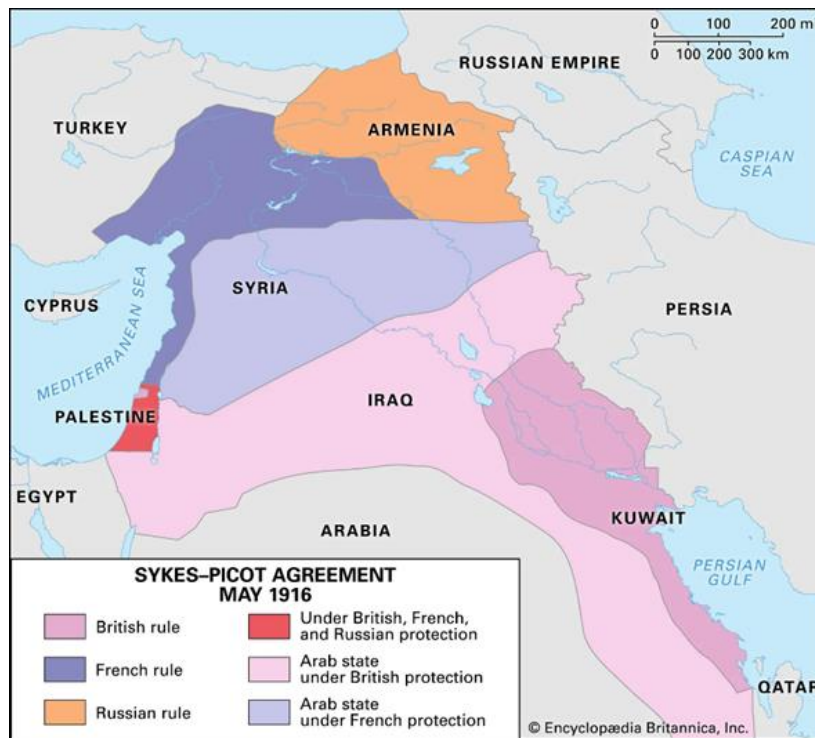 0 100 200 mi
0 100 200 300 km
RUSSIAN EMPIRE
TURKEY
ARMENIA
CASPIAN
SEA
CYPRUS
MEDITERRANEAN SEA
SYRIA
PERSIA
PALESTINE
IRAQ
EGYPT
ARABIA
KUWAIT
PERSIAN
GULF
QATAR
SYKES–PICOT AGREEMENT
MAY 1916
British rule
French rule
Russian rule
Under British, French,
and Russian protection
Arab state
under British protection
Arab state
under French protection
© Encyclopædia Britannica, Inc.